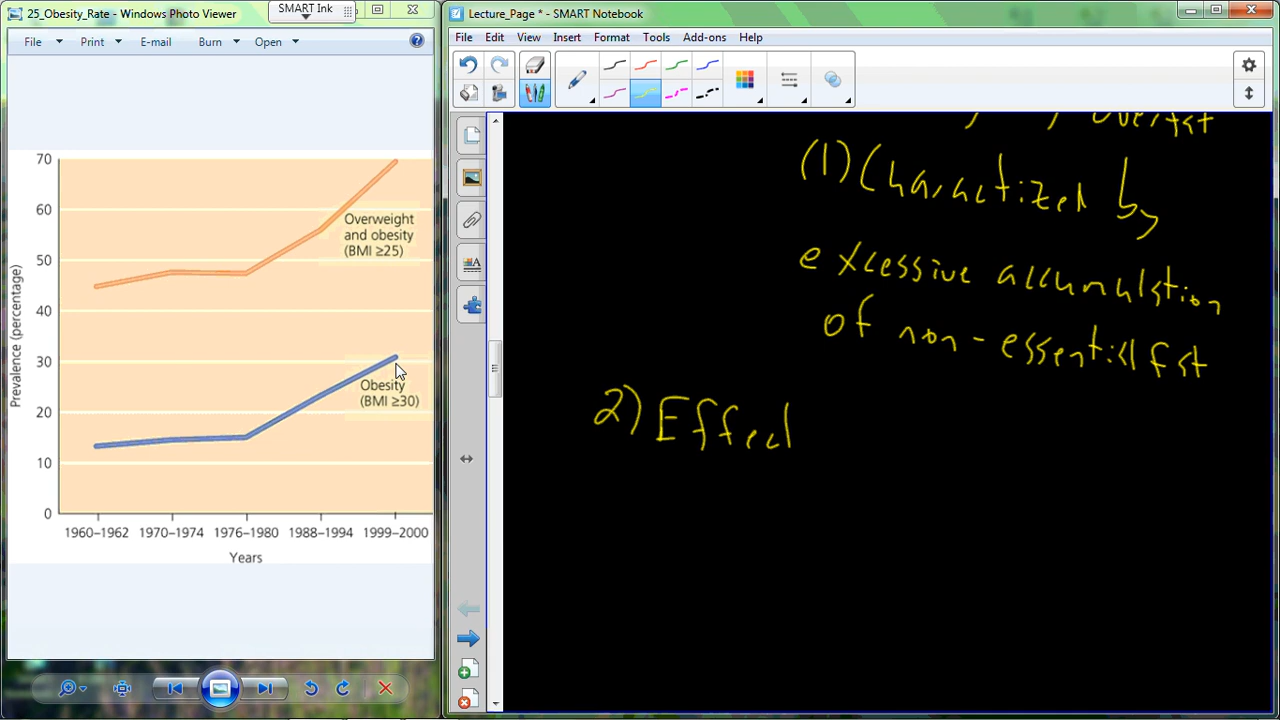 25_Obesity_Rate - Windows Photo Viewer
SMART Ink
File Print E-mail Burn Open
70
60
50
40
30
20
10
0
Prevalence (percentage)
Overweight
and obesity
(BMI ≥25)
Obesity
(BMI ≥30)
1960–1962 1970–1974 1976–1980 1988–1994 1999–2000
Years
Lecture_Page * - SMART Notebook
File Edit View Insert Format Tools Add-ons Help
overfat
(1) Charactized by
excessive accumulation
of non-essential fat
2) Effect